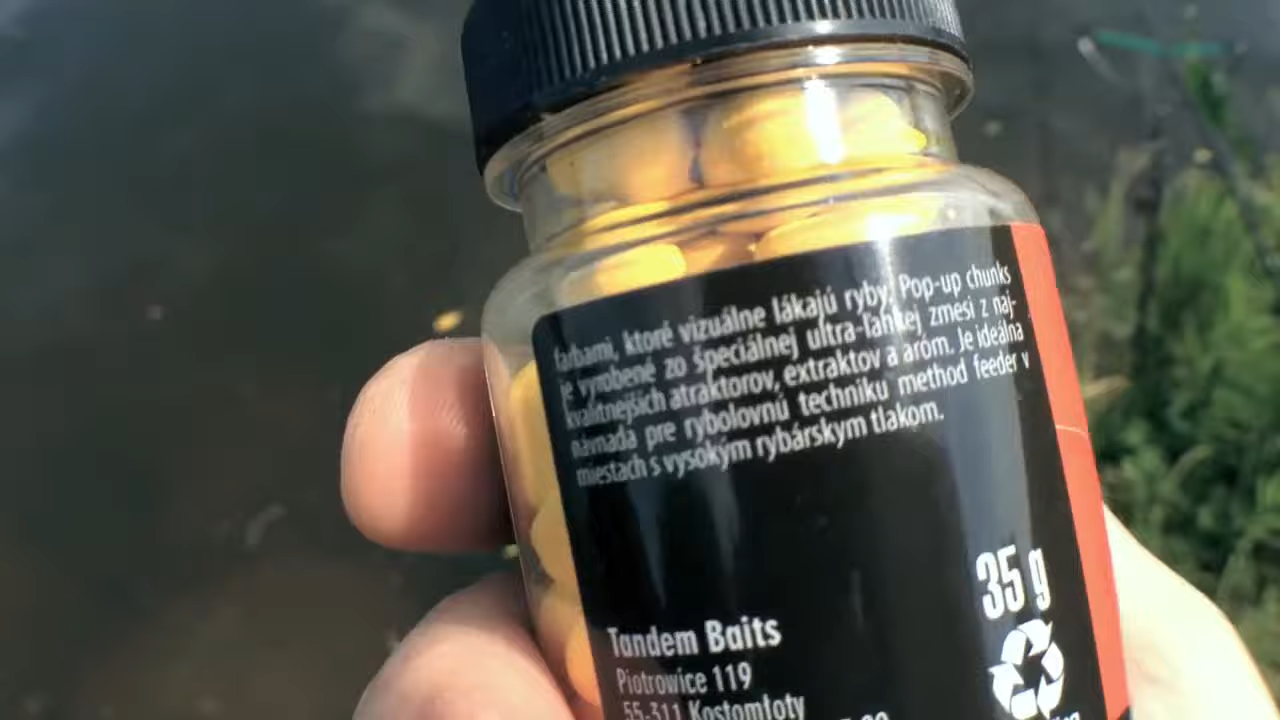 farbami, ktoré vizuálne lákajú ryby. Pop-up chunks
je vyrobené zo špeciálnej ultra-ľahkej zmesi z naj-
kvalitnejších atraktorov, extraktov a aróm. Je ideálna
návnada pre rybolovnú techniku method feeder v
miestach s vysokým rybárskym tlakom.
35 g
Tandem Baits
Piotrowice 119
55-311 Kostomłoty